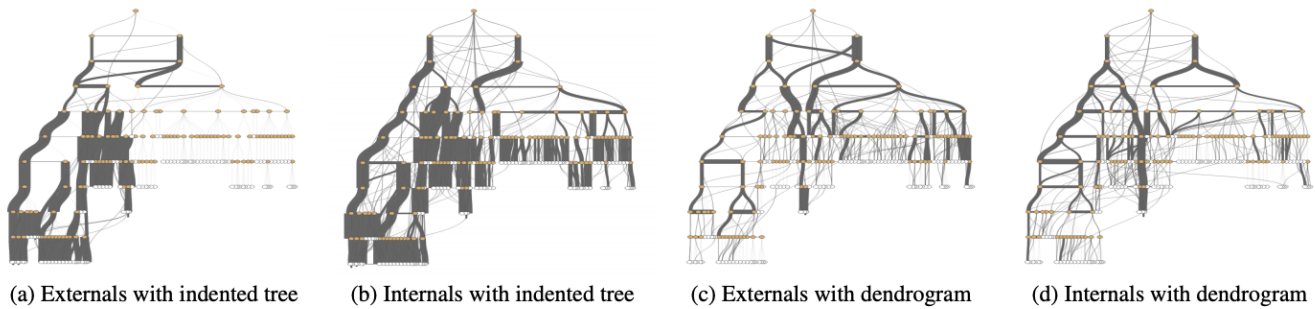 (a) Externals with indented tree
(b) Internals with indented tree
(c) Externals with dendrogram
(d) Internals with dendrogram